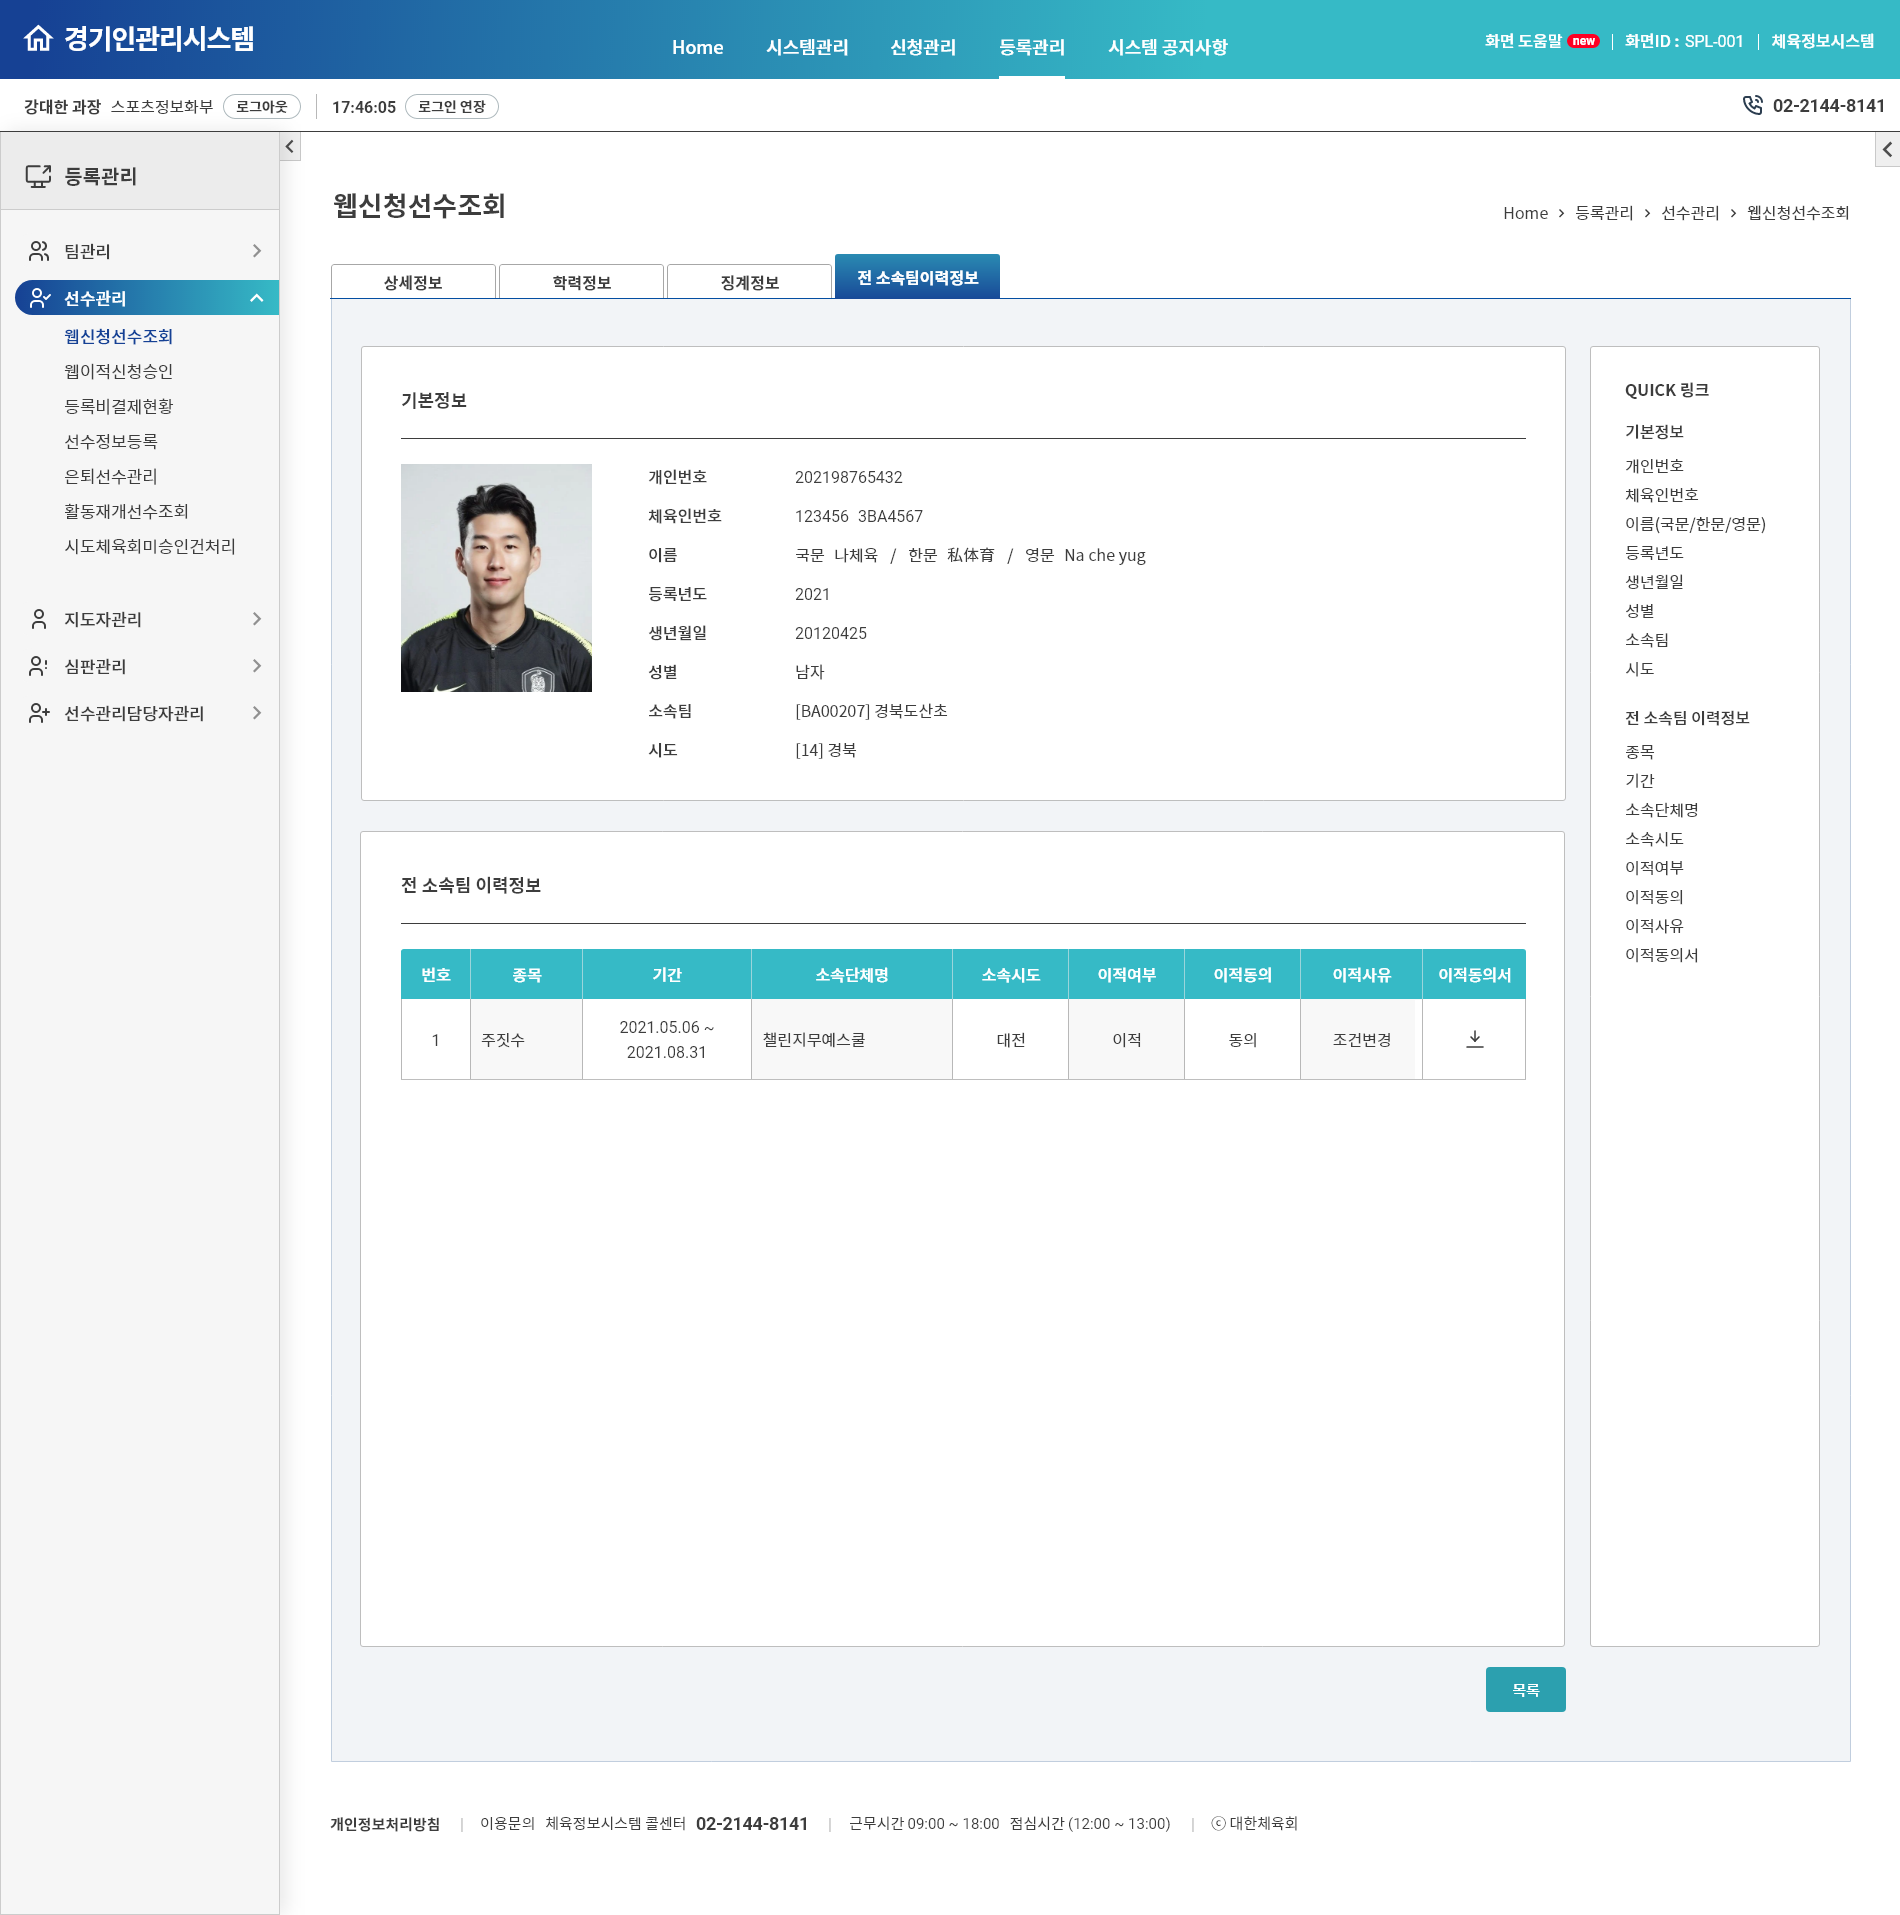 경기인관리시스템
Home 시스템관리 신청관리 등록관리 시스템 공지사항
화면 도움말 new 화면ID : SPL-001 체육정보시스템
강대한 과장 스포츠정보화부 로그아웃 17:46:05 로그인 연장
02-2144-8141
등록관리
팀관리
선수관리
웹신청선수조회
웹이적신청승인
등록비결제현황
선수정보등록
은퇴선수관리
활동재개선수조회
시도체육회미승인건처리
지도자관리
심판관리
선수관리담당자관리
웹신청선수조회
Home > 등록관리 > 선수관리 > 웹신청선수조회
상세정보 학력정보 징계정보 전 소속팀이력정보
기본정보
개인번호 202198765432
체육인번호 123456 3BA4567
이름 국문 나체육 / 한문 私体育 / 영문 Na che yug
등록년도 2021
생년월일 20120425
성별 남자
소속팀 [BA00207] 경북도산초
시도 [14] 경북
전 소속팀 이력정보
번호 종목 기간 소속단체명 소속시도 이적여부 이적동의 이적사유 이적동의서
1 주짓수 2021.05.06 ~ 2021.08.31 챌린지무예스쿨 대전 이적 동의 조건변경
QUICK 링크
기본정보
개인번호
체육인번호
이름(국문/한문/영문)
등록년도
생년월일
성별
소속팀
시도
전 소속팀 이력정보
종목
기간
소속단체명
소속시도
이적여부
이적동의
이적사유
이적동의서
목록
개인정보처리방침 | 이용문의 체육정보시스템 콜센터 02-2144-8141 | 근무시간 09:00 ~ 18:00 점심시간 (12:00 ~ 13:00) | ⓒ 대한체육회